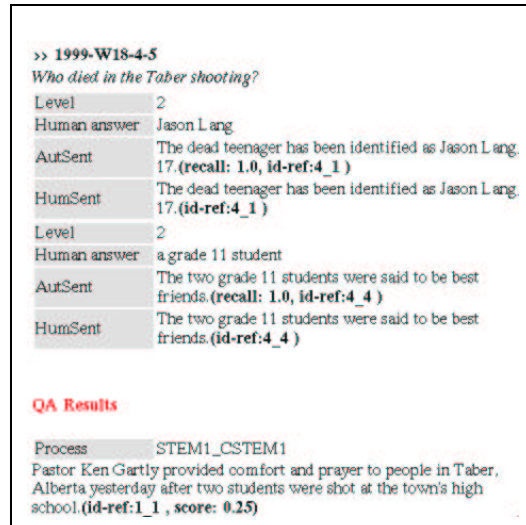 >> 1999-W18-4-5
Who died in the Taber shooting?
Level 2
Human answer Jason Lang
AutSent The dead teenager has been identified as Jason Lang,
17.(recall: 1.0, id-ref:4_1 )
HumSent The dead teenager has been identified as Jason Lang,
17.(id-ref:4_1 )
Level 2
Human answer a grade 11 student
AutSent The two grade 11 students were said to be best
friends.(recall: 1.0, id-ref:4_4 )
HumSent The two grade 11 students were said to be best
friends.(id-ref:4_4 )
QA Results
Process STEM1_CSTEM1
Pastor Ken Gartly provided comfort and prayer to people in Taber,
Alberta yesterday after two students were shot at the town's high
school.(id-ref:1_1 , score: 0.25)